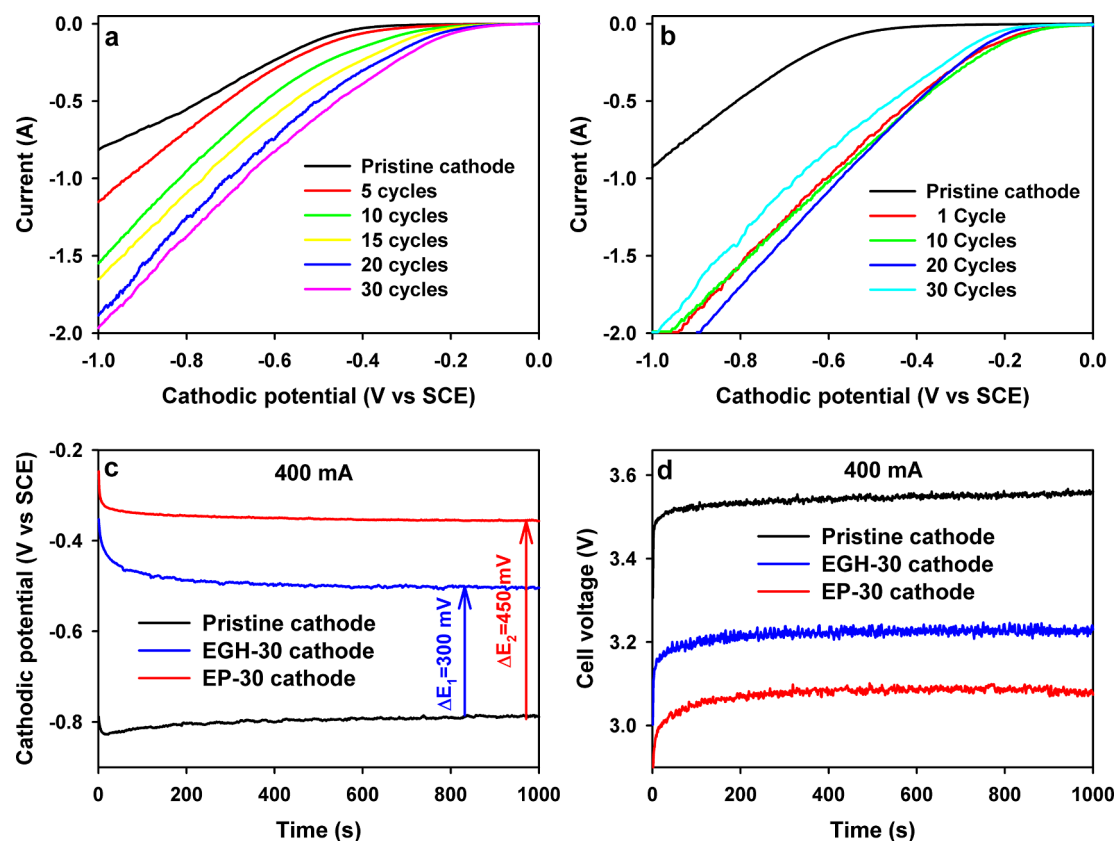 a
0.0
-0.5
-1.0
-1.5
-2.0
Current (A)
Pristine cathode
5 cycles
10 cycles
15 cycles
20 cycles
30 cycles
-1.0 -0.8 -0.6 -0.4 -0.2 0.0
Cathodic potential (V vs SCE)
b
0.0
-0.5
-1.0
-1.5
-2.0
Current (A)
Pristine cathode
1 Cycle
10 Cycles
20 Cycles
30 Cycles
-1.0 -0.8 -0.6 -0.4 -0.2 0.0
Cathodic potential (V vs SCE)
c
400 mA
-0.2
-0.4
-0.6
-0.8
Cathodic potential (V vs SCE)
Pristine cathode
EGH-30 cathode
EP-30 cathode
ΔE1=300 mV
ΔE2=450 mV
0 200 400 600 800 1000
Time (s)
d
400 mA
3.6
3.4
3.2
3.0
Cell voltage (V)
Pristine cathode
EGH-30 cathode
EP-30 cathode
0 200 400 600 800 1000
Time (s)